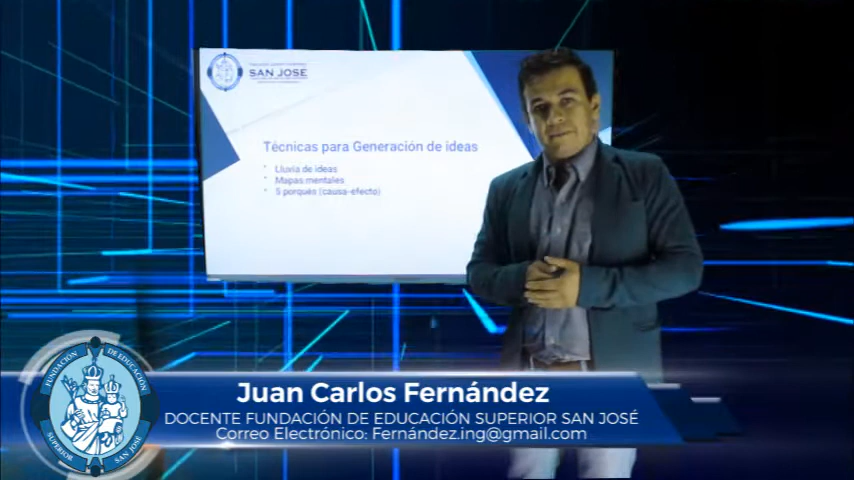 SAN JOSE
Técnicas para Generación de ideas
Lluvia de ideas
Mapas mentales
5 porqués (causa-efecto)
FUNDACIÓN DE EDUCACIÓN
SUPERIOR SAN JOSÉ
Juan Carlos Fernández
DOCENTE FUNDACIÓN DE EDUCACIÓN SUPERIOR SAN JOSÉ
Correo Electrónico: Fernández.ing@gmail.com